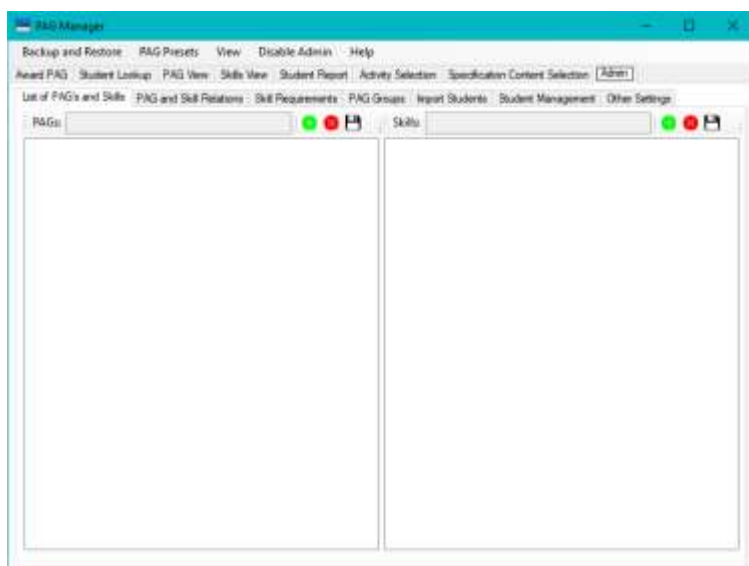 PAG Manager
Backup and Restore PAG Presets View Disable Admin Help
Award PAG Student Lookup PAG View Skills View Student Report Activity Selection Specification Content Selection Admin
List of PAG's and Skills PAG and Skill Relations Skill Requirements PAG Groups Import Students Student Management Other Settings
PAGs: Skills: